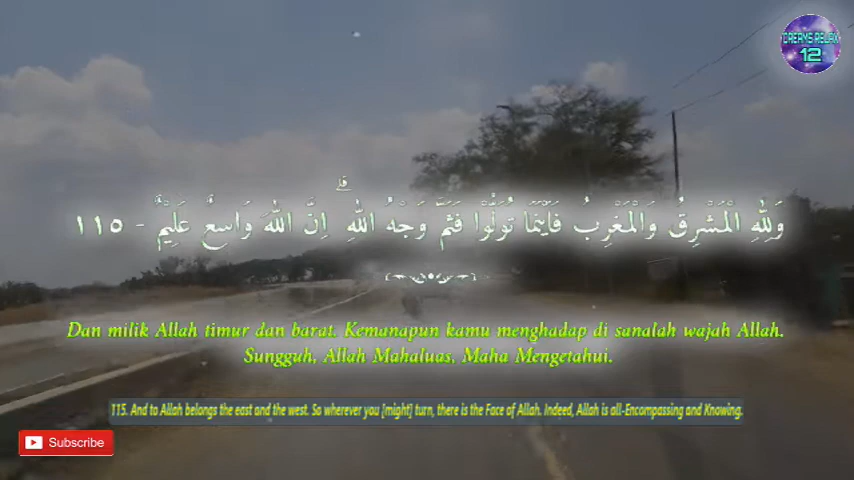 DREAMS RELAX
12
وَلِلّٰهِ الْمَشْرِقُ وَالْمَغْرِبُ فَاَيْنَمَا تُوَلُّوْا فَثَمَّ وَجْهُ اللّٰهِ ۗ اِنَّ اللّٰهَ وَاسِعٌ عَلِيْمٌ - ١١٥
Dan milik Allah timur dan barat. Kemanapun kamu menghadap di sanalah wajah Allah.
Sungguh, Allah Mahaluas, Maha Mengetahui.
115. And to Allah belongs the east and the west. So wherever you [might] turn, there is the Face of Allah. Indeed, Allah is all-Encompassing and Knowing.
Subscribe